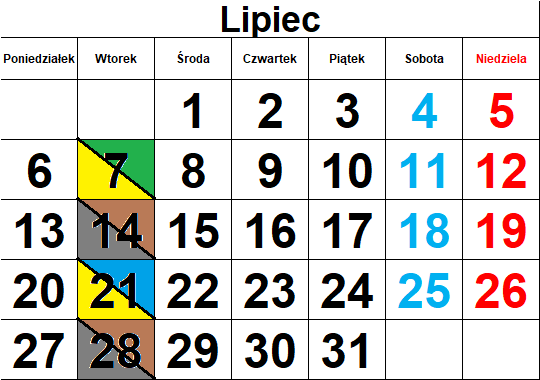 Lipiec
Poniedziałek Wtorek Środa Czwartek Piątek Sobota Niedziela
1 2 3 4 5
6 7 8 9 10 11 12
13 14 15 16 17 18 19
20 21 22 23 24 25 26
27 28 29 30 31